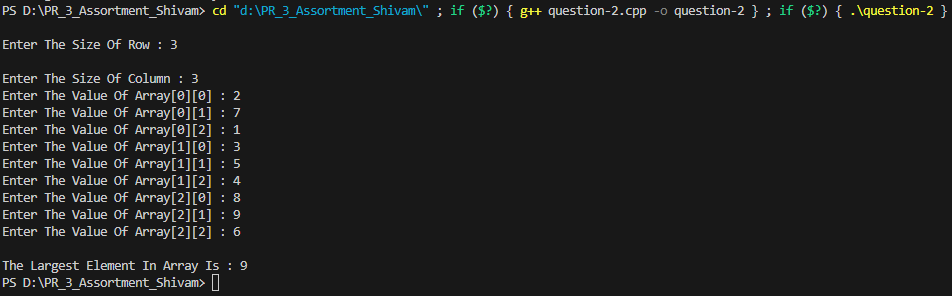 PS D:\PR_3_Assortment_Shivam> cd "d:\PR_3_Assortment_Shivam\" ; if ($?) { g++ question-2.cpp -o question-2 } ; if ($?) { .\question-2 }
Enter The Size Of Row : 3
Enter The Size Of Column : 3
Enter The Value Of Array[0][0] : 2
Enter The Value Of Array[0][1] : 7
Enter The Value Of Array[0][2] : 1
Enter The Value Of Array[1][0] : 3
Enter The Value Of Array[1][1] : 5
Enter The Value Of Array[1][2] : 4
Enter The Value Of Array[2][0] : 8
Enter The Value Of Array[2][1] : 9
Enter The Value Of Array[2][2] : 6
The Largest Element In Array Is : 9
PS D:\PR_3_Assortment_Shivam>